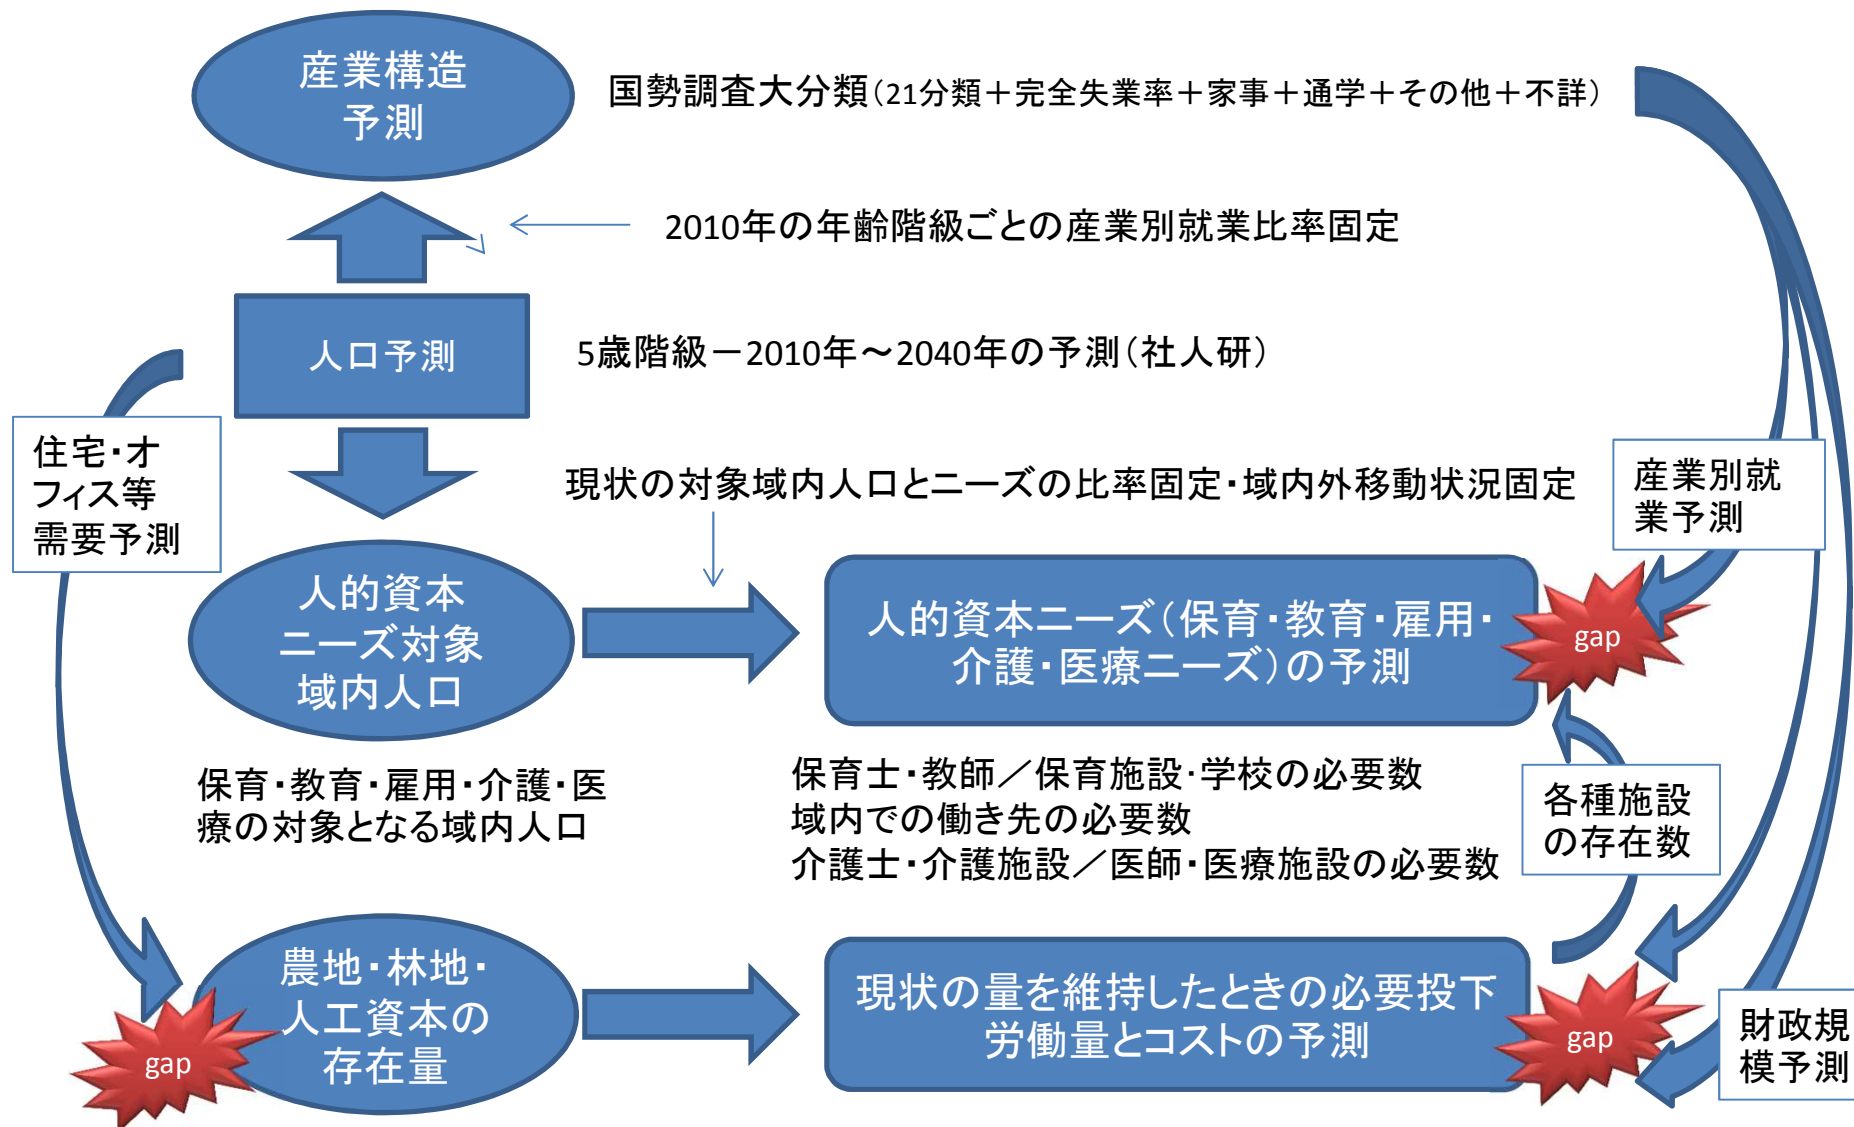 産業構造
予測
国勢調査大分類（21分類＋完全失業率＋家事＋通学＋その他＋不詳）
2010年の年齢階級ごとの産業別就業比率固定
人口予測
5歳階級－2010年～2040年の予測（社人研）
住宅・オ
フィス等
需要予測
現状の対象域内人口とニーズの比率固定・域内外移動状況固定
産業別就
業予測
人的資本
ニーズ対象
域内人口
人的資本ニーズ（保育・教育・雇用・
介護・医療ニーズ）の予測
gap
保育・教育・雇用・介護・医
療の対象となる域内人口
保育士・教師／保育施設・学校の必要数
域内での働き先の必要数
介護士・介護施設／医師・医療施設の必要数
各種施設
の存在数
農地・林地・
人工資本の
存在量
gap
現状の量を維持したときの必要投下
労働量とコストの予測
gap
財政規
模予測